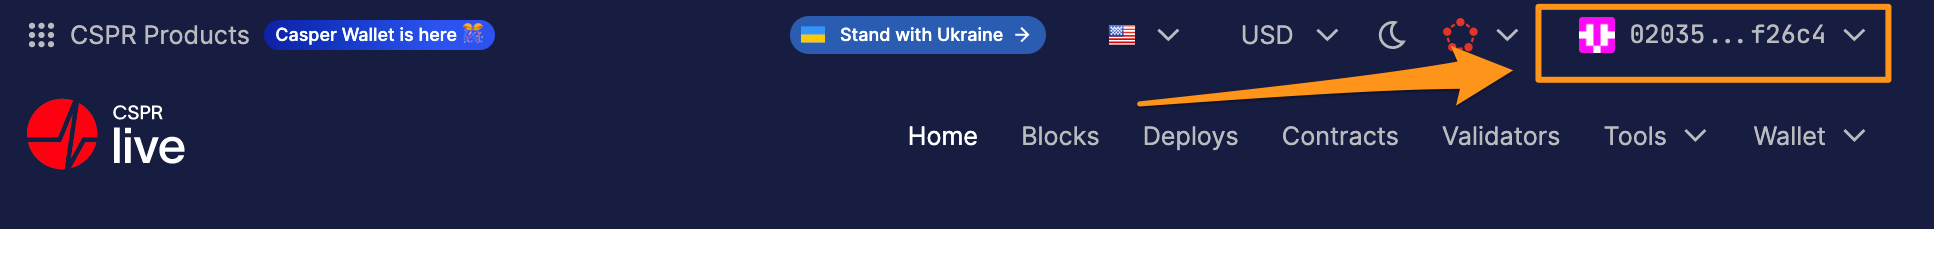 CSPR Products Casper Wallet is here Stand with Ukraine → USD 02035...f26c4
CSPR
live
Home Blocks Deploys Contracts Validators Tools Wallet